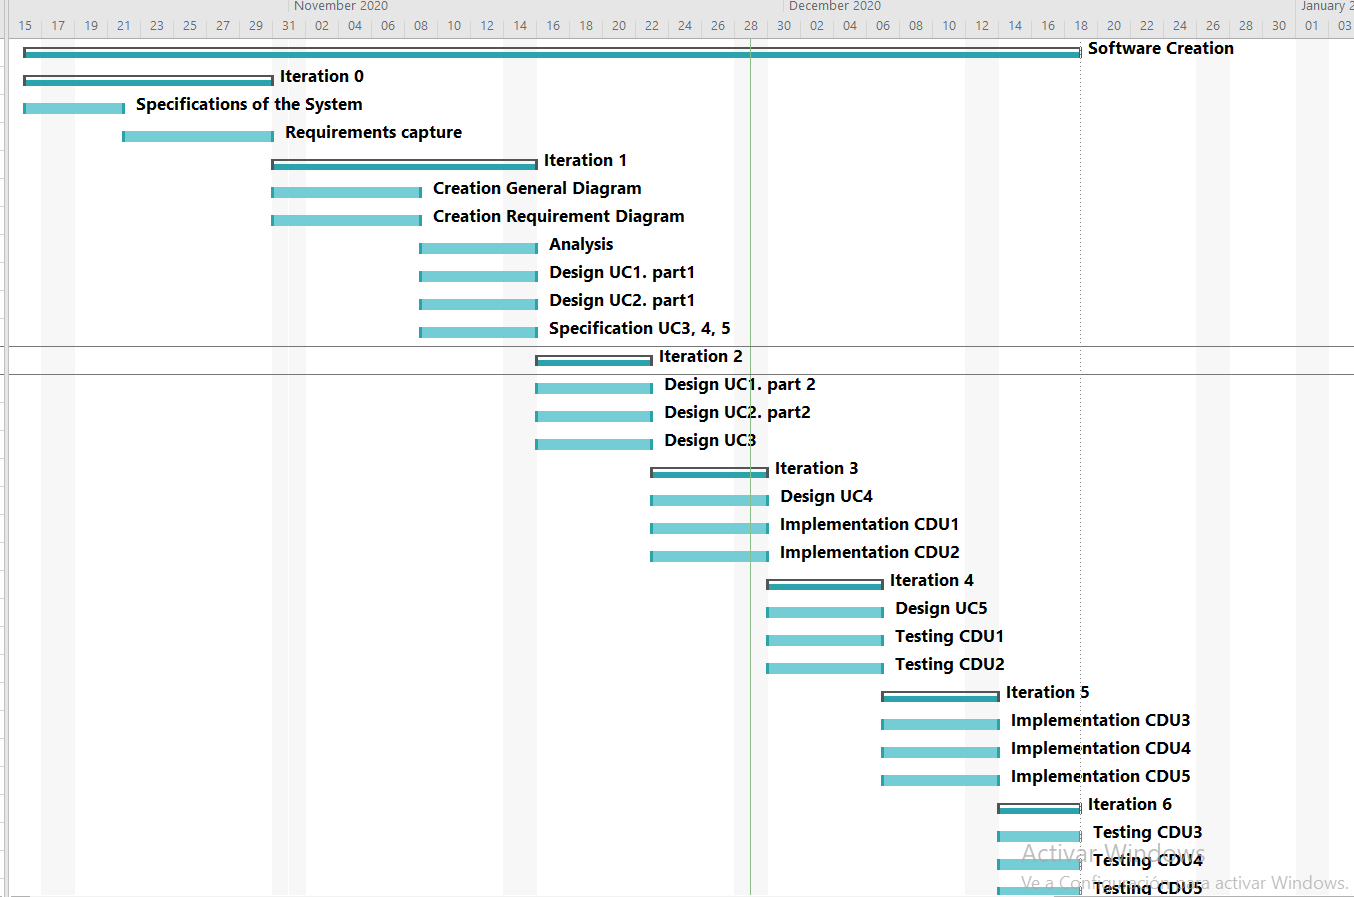 November 2020 December 2020 January 2
15 17 19 21 23 25 27 29 31 02 04 06 08 10 12 14 16 18 20 22 24 26 28 30 02 04 06 08 10 12 14 16 18 20 22 24 26 28 30 01 03
Software Creation
Iteration 0
Specifications of the System
Requirements capture
Iteration 1
Creation General Diagram
Creation Requirement Diagram
Analysis
Design UC1. part1
Design UC2. part1
Specification UC3, 4, 5
Iteration 2
Design UC1. part 2
Design UC2. part2
Design UC3
Iteration 3
Design UC4
Implementation CDU1
Implementation CDU2
Iteration 4
Design UC5
Testing CDU1
Testing CDU2
Iteration 5
Implementation CDU3
Implementation CDU4
Implementation CDU5
Iteration 6
Testing CDU3
Activar Windows
Testing CDU4
Ve a Configuración para activar Windows.
Testing CDU5